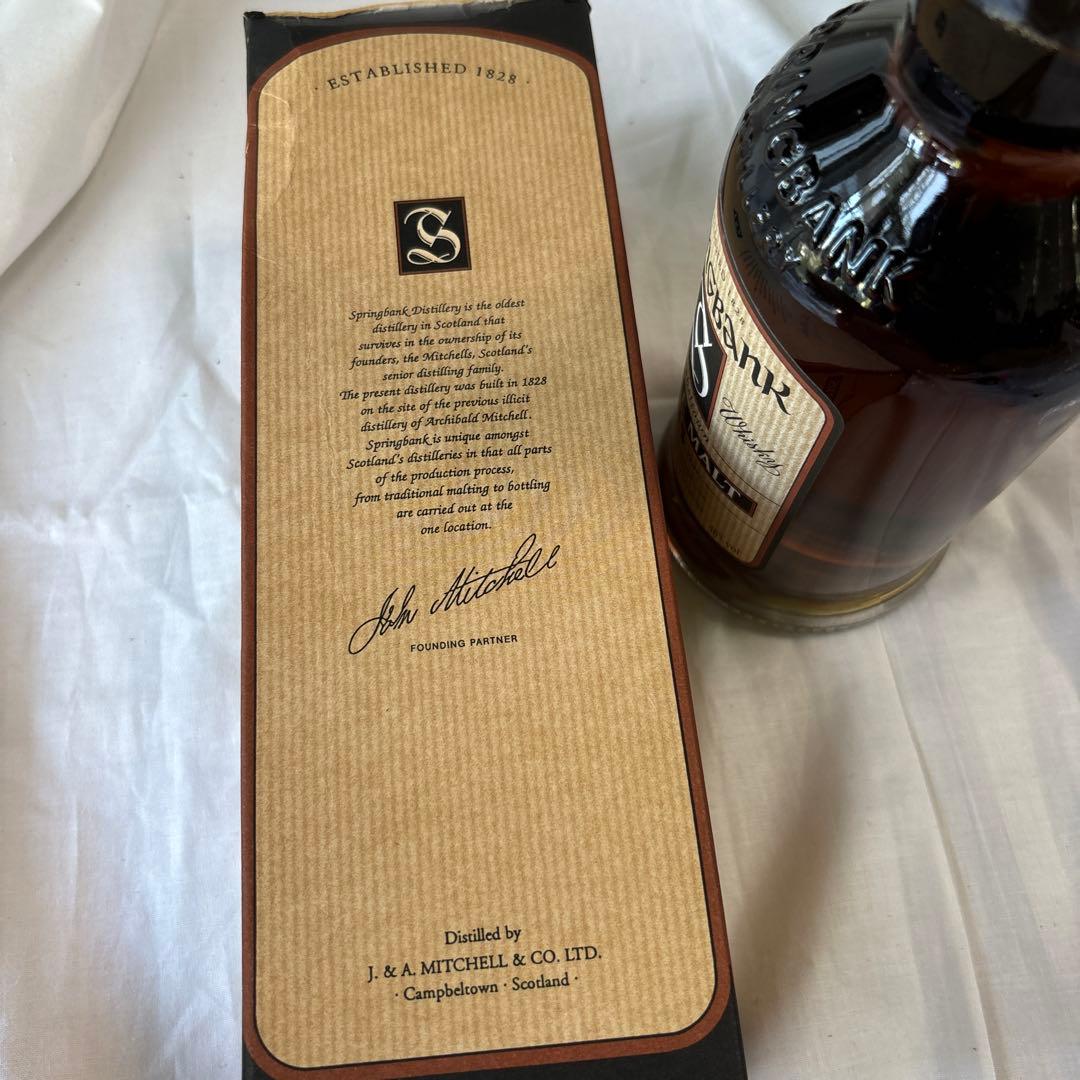 · ESTABLISHED 1828 ·
S
Springbank Distillery is the oldest
distillery in Scotland that
survives in the ownership of its
founders, the Mitchells, Scotland's
senior distilling family.
The present distillery was built in 1828
on the site of the previous illicit
distillery of Archibald Mitchell.
Springbank is unique amongst
Scotland's distilleries in that all parts
of the production process,
from traditional malting to bottling
are carried out at the
one location.
John Mitchell
FOUNDING PARTNER
Distilled by
J. & A. MITCHELL & CO. LTD.
· Campbeltown · Scotland ·
SPRINGBANK
GBANK
S
Whisky
MALT